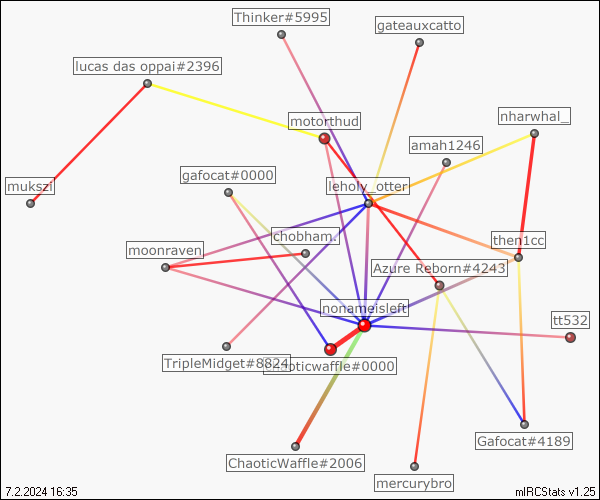 Thinker#5995
gateauxcatto
lucas das oppai#2396
motorthud
nharwhal_
amah1246
gafocat#0000
leholy_otter
mukszi
chobham.
then1cc
moonraven
Azure Reborn#4243
nonameisleft
tt532
TripleMidget#8824
oticwaffle#0000
ChaoticWaffle#2006
Gafocat#4189
mercurybro
7.2.2024 16:35
mIRCStats v1.25